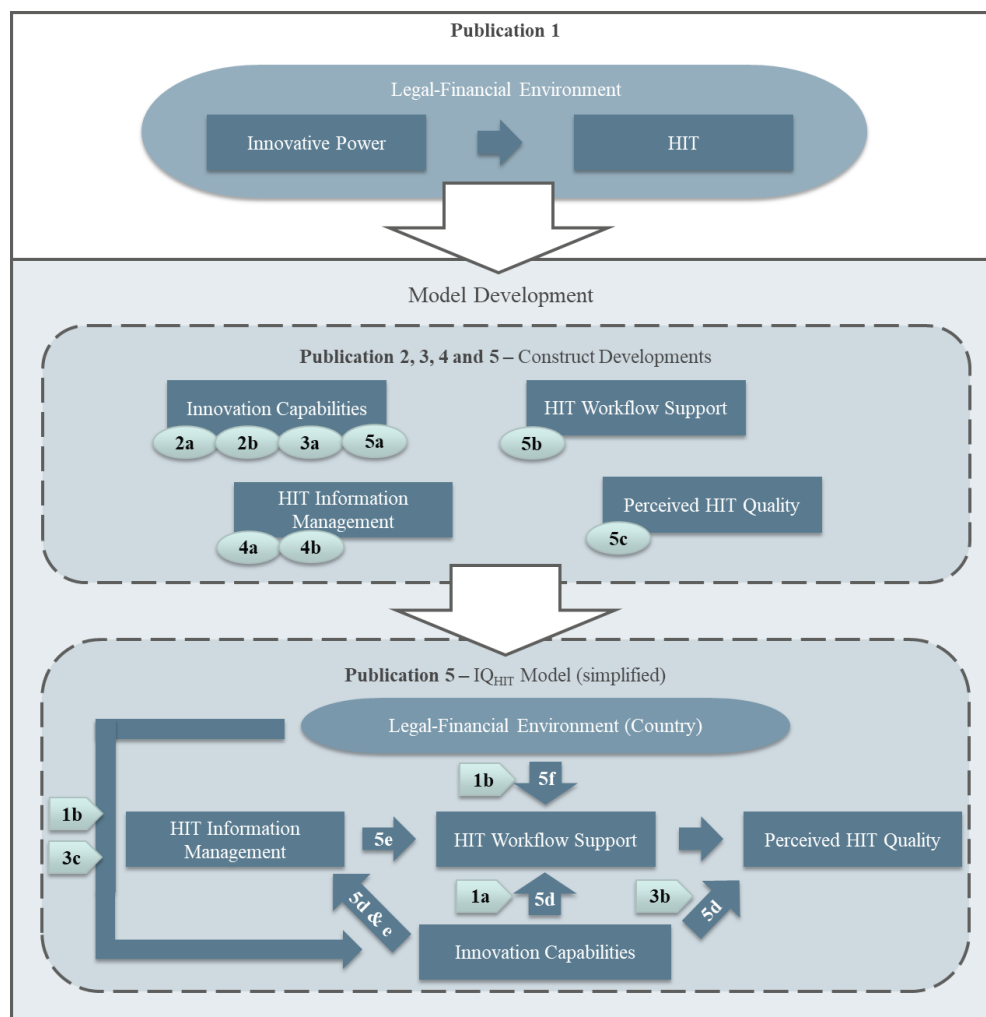 Publication 1
Legal-Financial Environment
Innovative Power
HIT
Model Development
Publication 2, 3, 4 and 5 – Construct Developments
Innovation Capabilities
2a
2b
3a
5a
HIT Workflow Support
5b
HIT Information
Management
4a
4b
Perceived HIT Quality
5c
Publication 5 – IQHIT Model (simplified)
Legal-Financial Environment (Country)
1b
5f
1b
3c
HIT Information
Management
5e
HIT Workflow Support
Perceived HIT Quality
5d & e
1a
5d
3b
5d
Innovation Capabilities